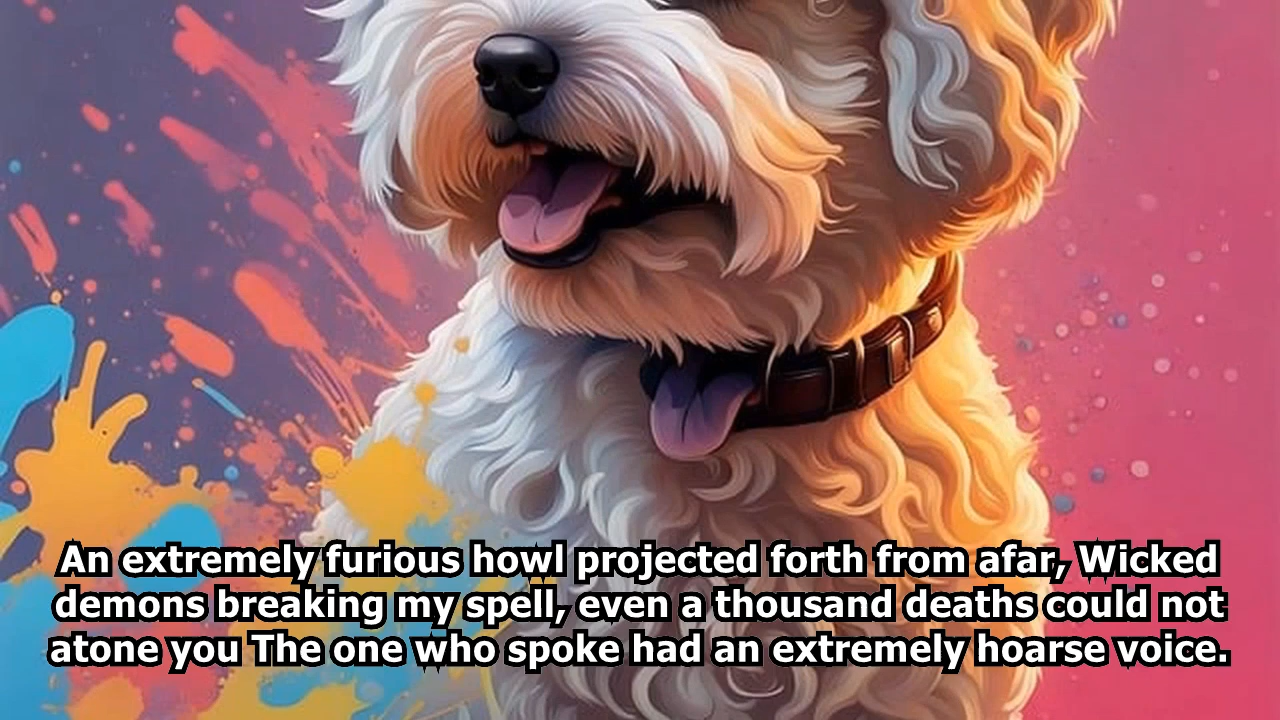 An extremely furious howl projected forth from afar, Wicked
demons breaking my spell, even a thousand deaths could not
atone you The one who spoke had an extremely hoarse voice.